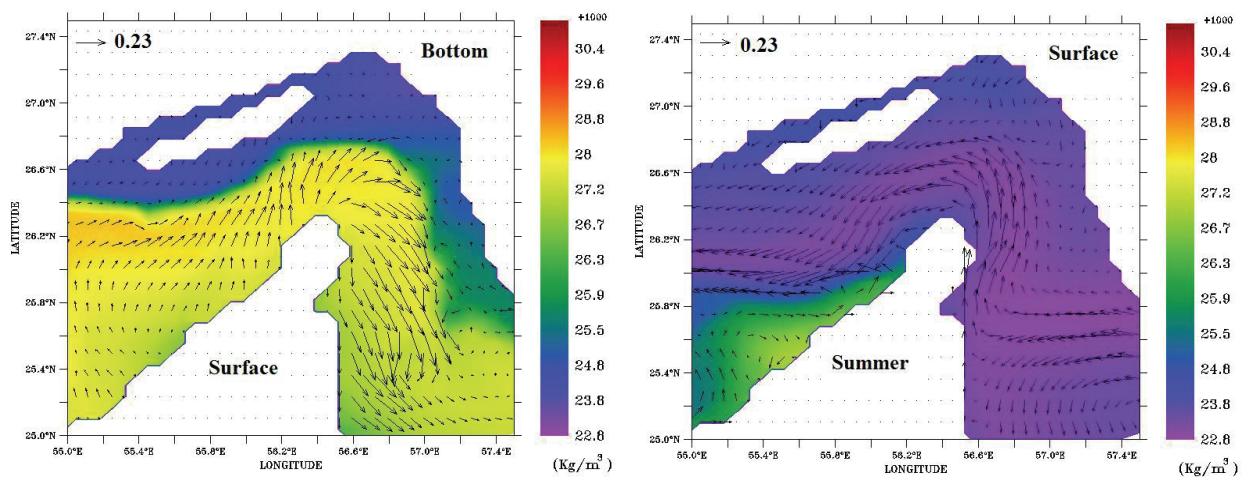 27.4°N
27.0°N
26.6°N
26.2°N
25.8°N
25.4°N
25.0°N
LATITUDE
0.23
Bottom
Surface
55.0°E 55.4°E 55.8°E 56.2°E 56.6°E 57.0°E 57.4°E
LONGITUDE
+1000
30.4
29.6
28.8
28
27.2
26.7
26.3
25.9
25.5
24.8
23.8
22.8
(Kg/m³)
27.4°N
27.0°N
26.6°N
26.2°N
25.8°N
25.4°N
25.0°N
LATITUDE
0.23
Surface
Summer
55.0°E 55.4°E 55.8°E 56.2°E 56.6°E 57.0°E 57.4°E
LONGITUDE
+1000
30.4
29.6
28.8
28
27.2
26.7
26.3
25.9
25.5
24.8
23.8
22.8
(Kg/m³)